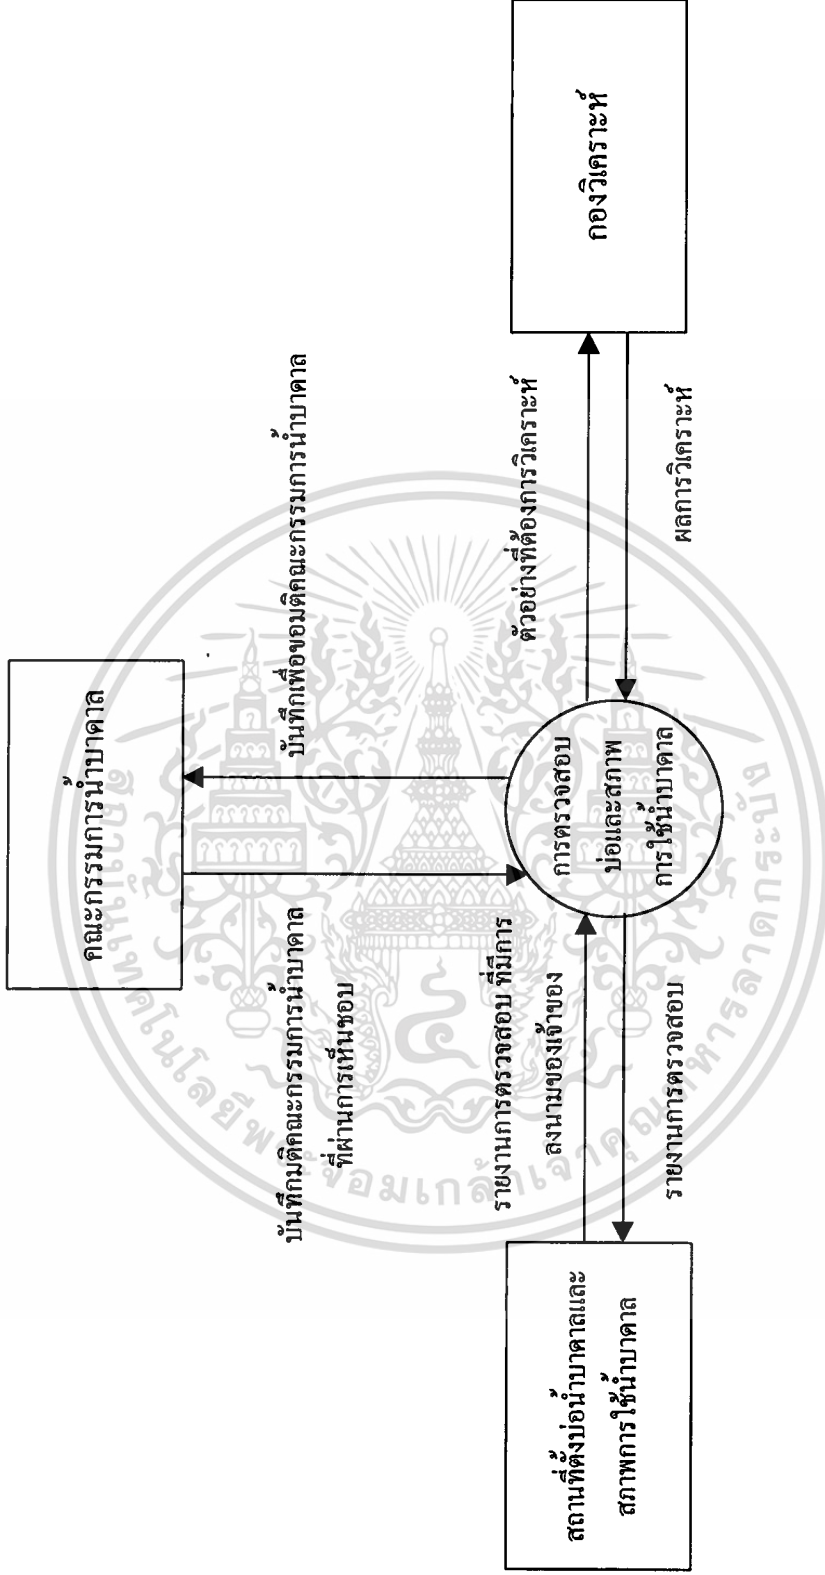 คณะกรรมการน้ำบาดาล
บันทึกมติคณะกรรมการน้ำบาดาล
ที่ผ่านการเห็นชอบ
บันทึกเพื่อขอมติคณะกรรมการน้ำบาดาล
สถานที่ตั้งบ่อน้ำบาดาลและ
สภาพการใช้น้ำบาดาล
รายงานการตรวจสอบ ที่มีการ
ลงนามของเจ้าของ
รายงานการตรวจสอบ
การตรวจสอบ
บ่อและสภาพ
การใช้น้ำบาดาล
ตัวอย่างที่ต้องการวิเคราะห์
ผลการวิเคราะห์
กองวิเคราะห์